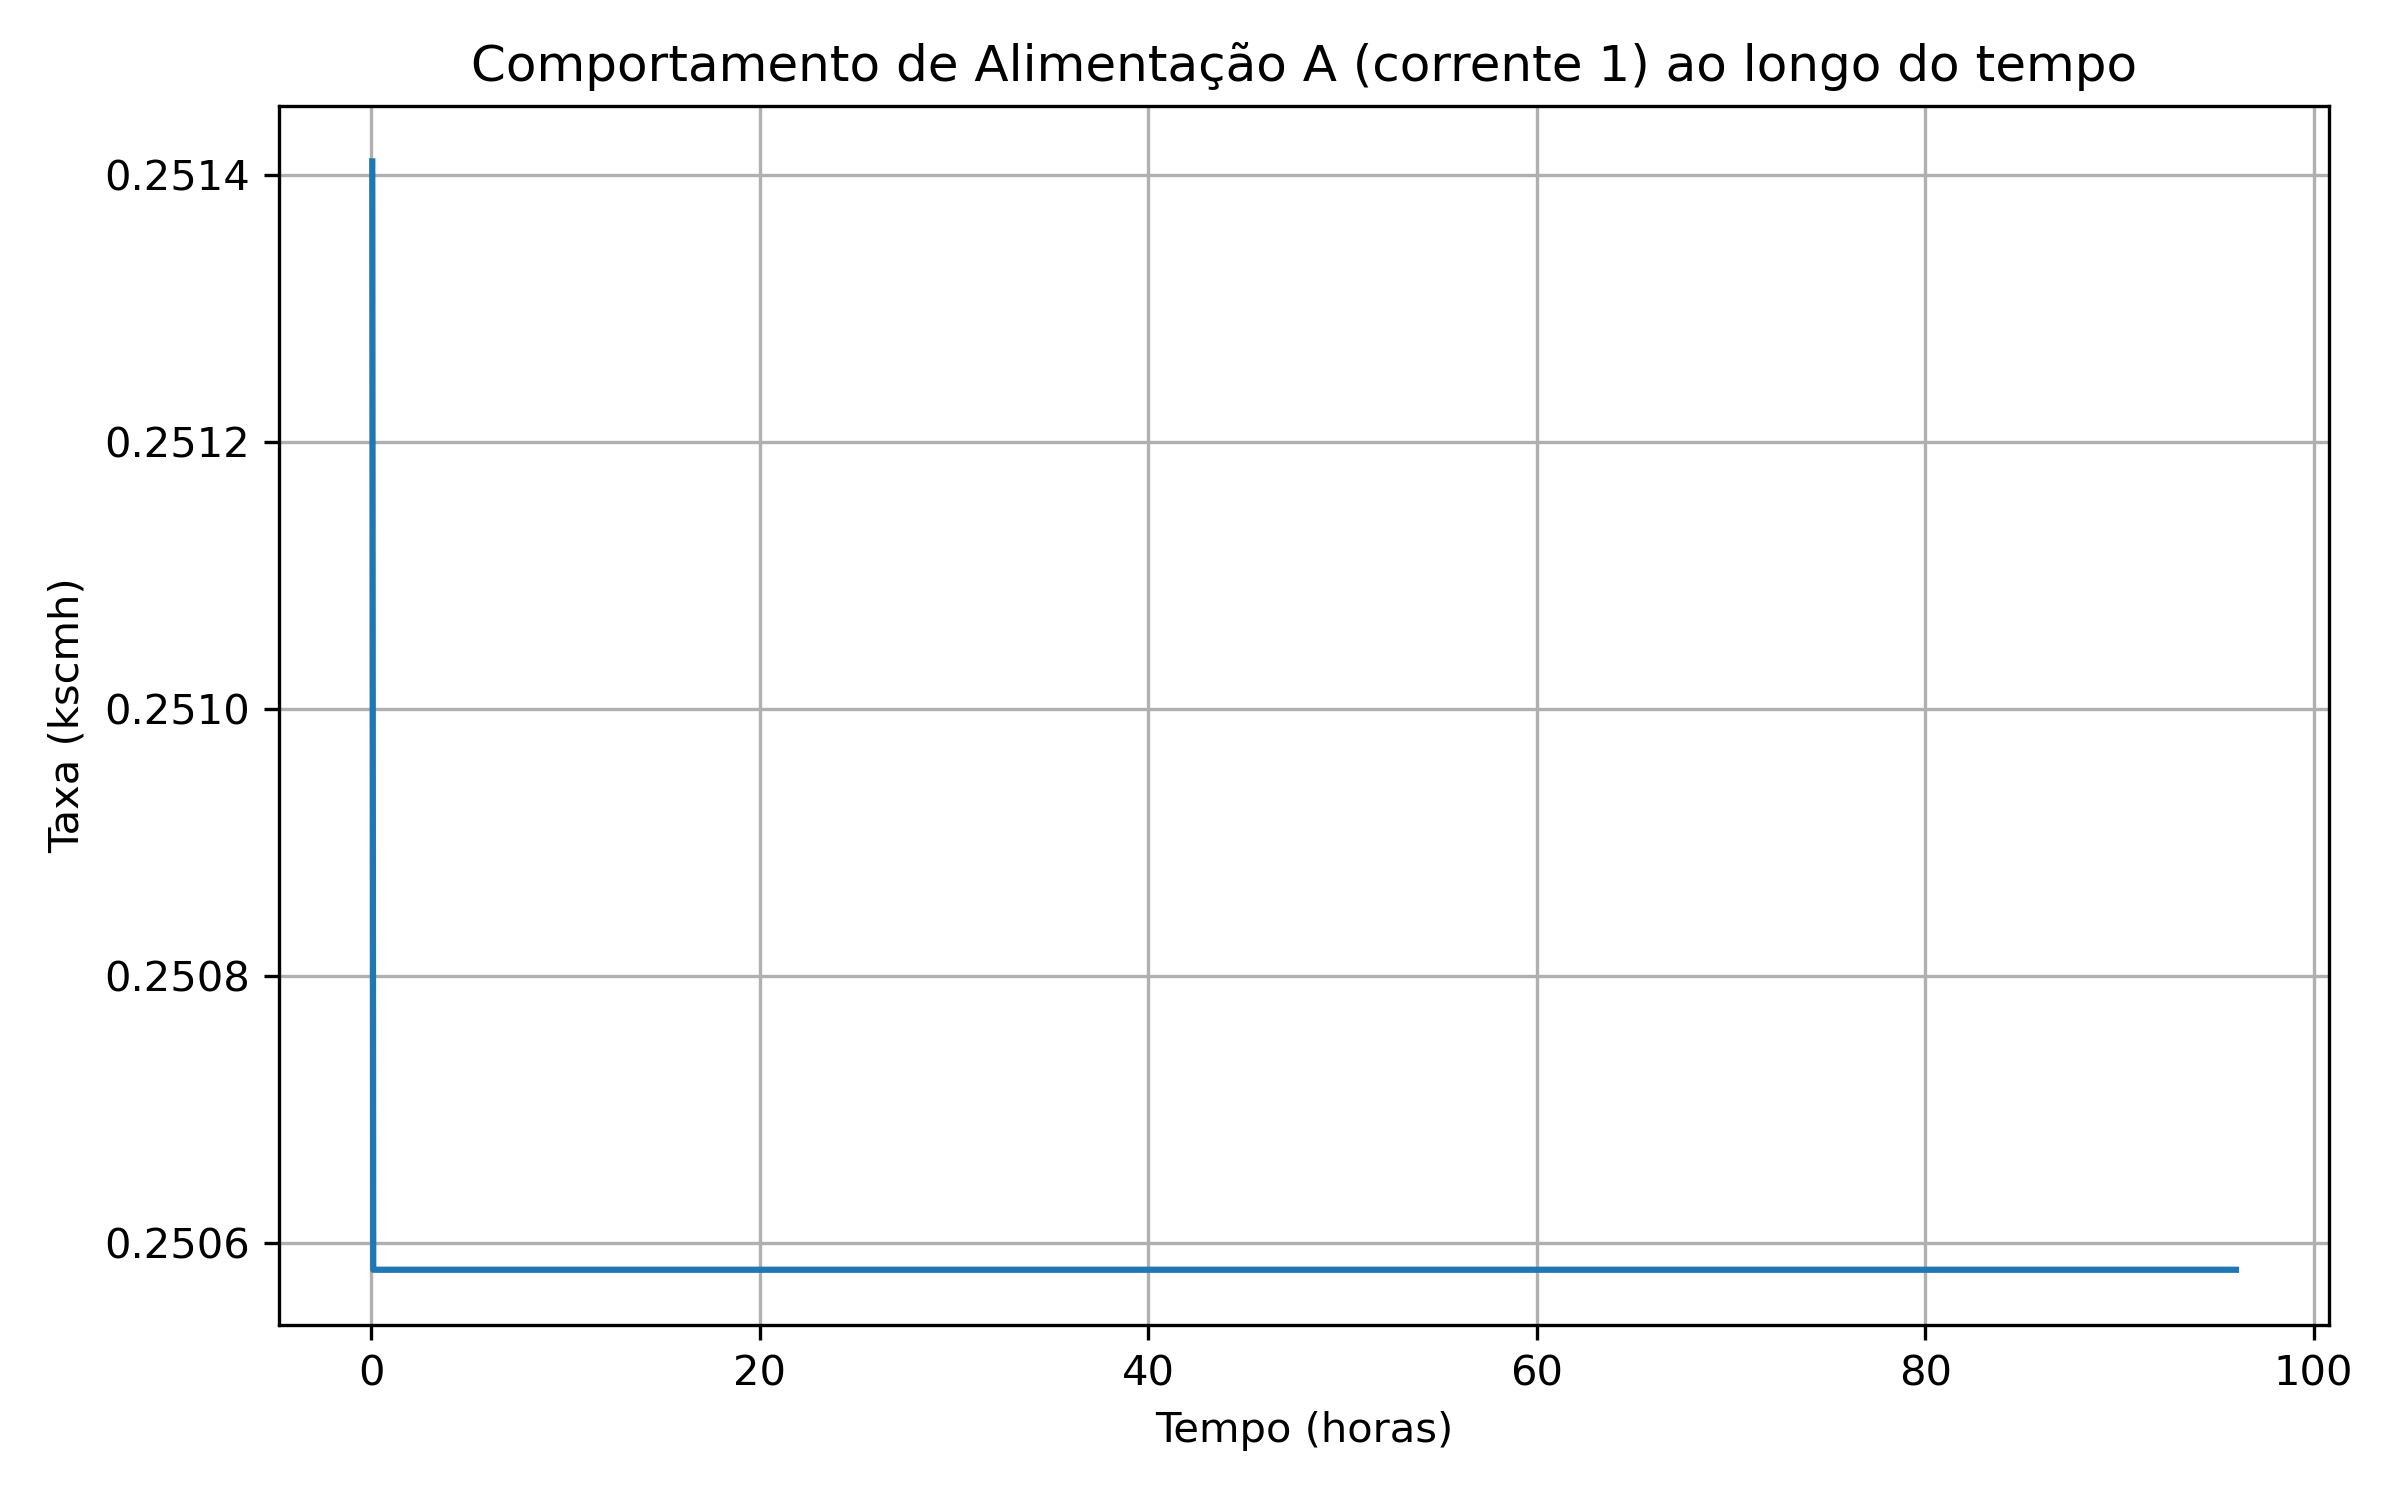 Comportamento de Alimentação A (corrente 1) ao longo do tempo
0.2514
0.2512
0.2510
0.2508
0.2506
Taxa (kscmh)
0 20 40 60 80 100
Tempo (horas)